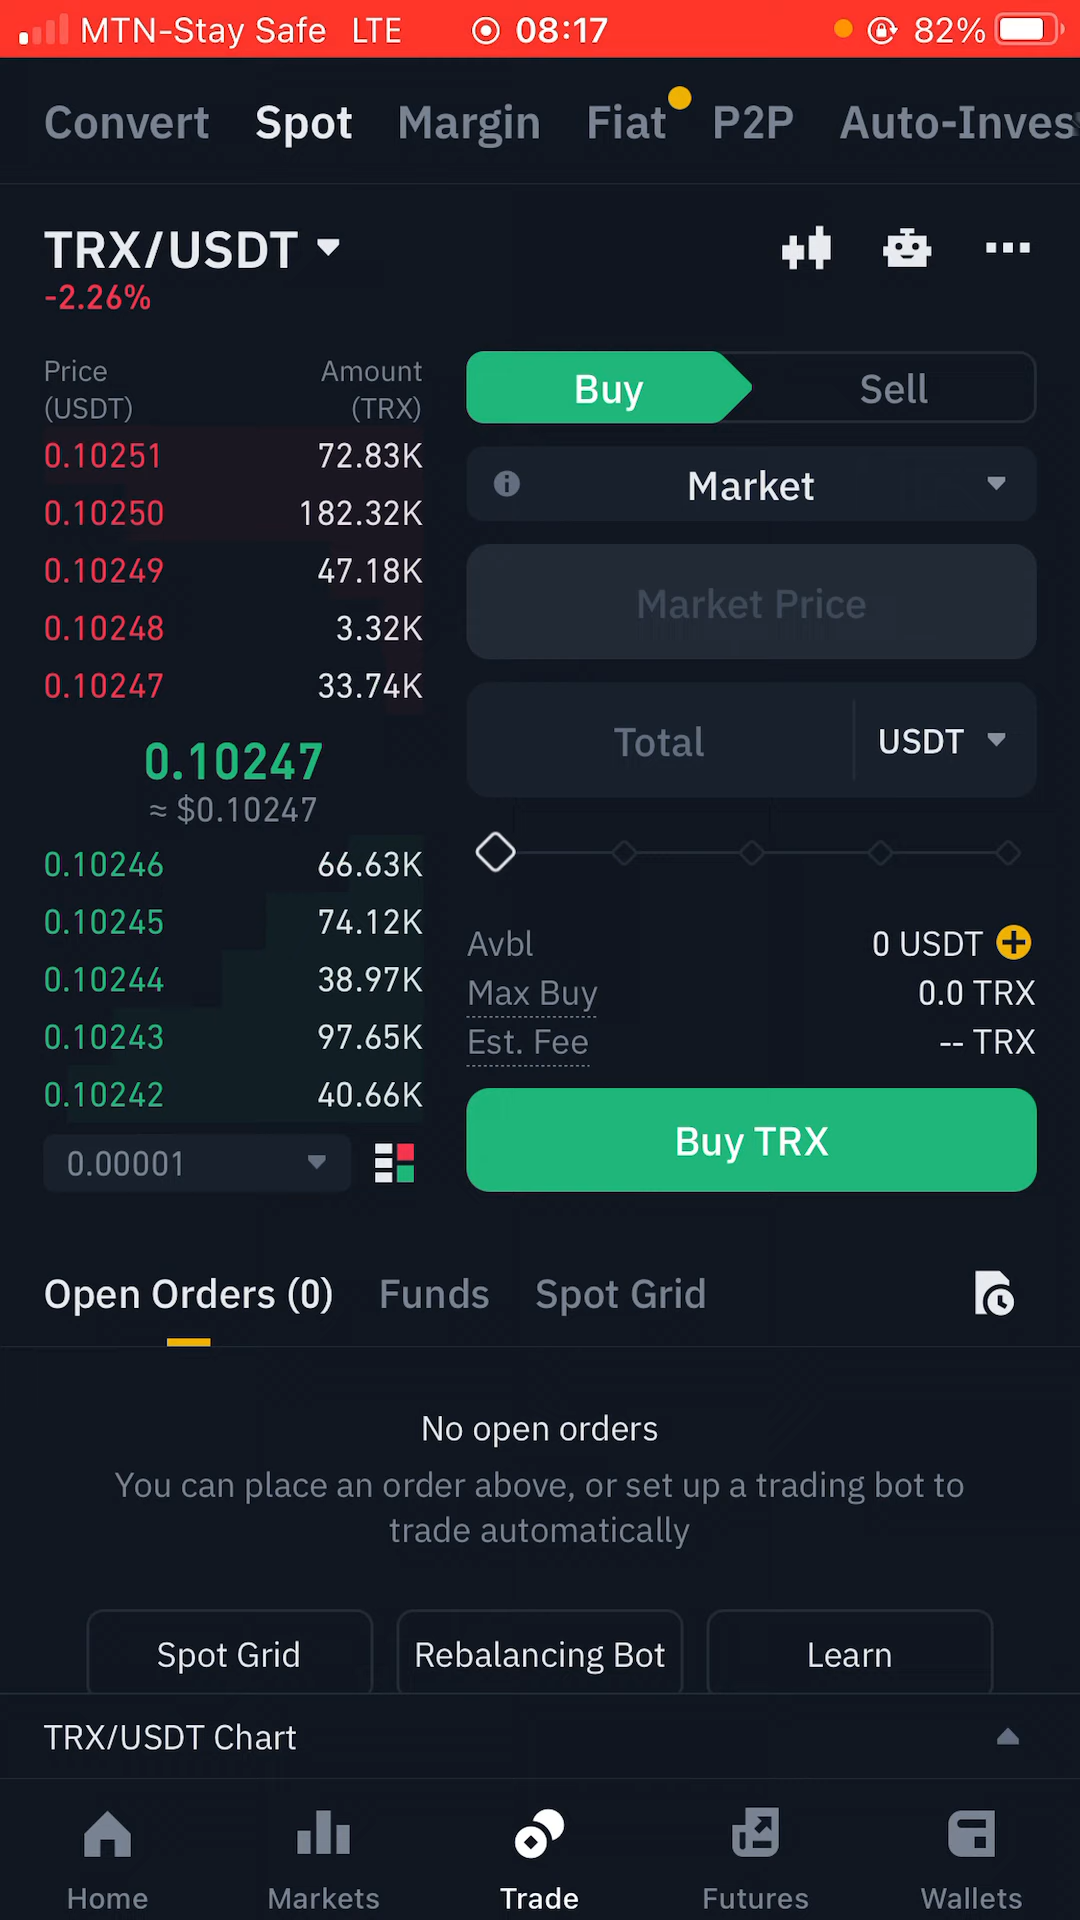 MTN-Stay Safe LTE 08:17 82%
Convert Spot Margin Fiat P2P Auto-Inves
TRX/USDT
-2.26%
Price Amount
(USDT) (TRX)
0.10251 72.83K
0.10250 182.32K
0.10249 47.18K
0.10248 3.32K
0.10247 33.74K
0.10247
≈ $0.10247
0.10246 66.63K
0.10245 74.12K
0.10244 38.97K
0.10243 97.65K
0.10242 40.66K
0.00001
Buy Sell
Market
Market Price
Total USDT
Avbl 0 USDT
Max Buy 0.0 TRX
Est. Fee -- TRX
Buy TRX
Open Orders (0) Funds Spot Grid
No open orders
You can place an order above, or set up a trading bot to
trade automatically
Spot Grid Rebalancing Bot Learn
TRX/USDT Chart
Home Markets Trade Futures Wallets